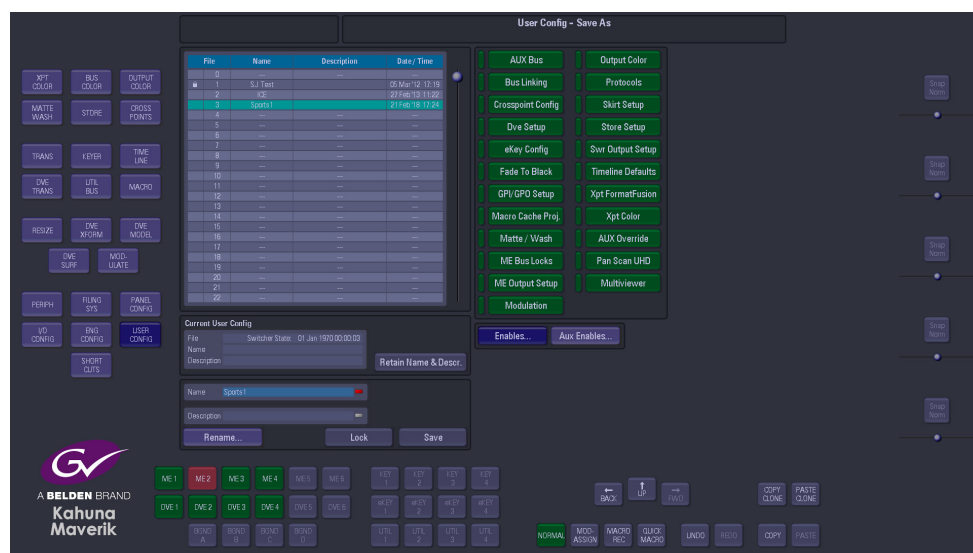 User Config - Save As
File Name Description Date / Time
0 --- --- ---
1 SJ Test --- 05 Mar '12 17:19
2 ICE --- 27 Feb '13 11:22
3 Sports1 --- 21 Feb '18 17:24
4 --- --- ---
5 --- --- ---
6 --- --- ---
7 --- --- ---
8 --- --- ---
9 --- --- ---
10 --- --- ---
11 --- --- ---
12 --- --- ---
13 --- --- ---
14 --- --- ---
15 --- --- ---
16 --- --- ---
17 --- --- ---
18 --- --- ---
19 --- --- ---
20 --- --- ---
21 --- --- ---
22 --- --- ---
XPT COLOR
BUS COLOR
OUTPUT COLOR
MATTE WASH
STORE
CROSS POINTS
TRANS
KEYER
TIME LINE
DVE TRANS
UTIL BUS
MACRO
RESIZE
DVE XFORM
DVE MODEL
DVE SURF
MOD- ULATE
PERIPH
FILING SYS
PANEL CONFIG
I/O CONFIG
ENG CONFIG
USER CONFIG
SHORT CUTS
AUX Bus
Output Color
Bus Linking
Protocols
Crosspoint Config
Skirt Setup
Dve Setup
Store Setup
eKey Config
Swr Output Setup
Fade To Black
Timeline Defaults
GPI/GPO Setup
Xpt FormatFusion
Macro Cache Proj.
Xpt Color
Matte / Wash
AUX Override
ME Bus Locks
Pan Scan UHD
ME Output Setup
Multiviewer
Modulation
Enables...
Aux Enables...
Snap Norm
Snap Norm
Snap Norm
Snap Norm
Snap Norm
Current User Config
File Switcher State: 01 Jan 1970 00:00:03
Name
Description
Retain Name & Descr.
Name Sports1
Description
Rename...
Lock
Save
GV
A BELDEN BRAND
Kahuna
Maverik
ME 1
ME 2
ME 3
ME 4
ME 5
ME 6
DVE 1
DVE 2
DVE 3
DVE 4
DVE 5
DVE 6
BGND A
BGND B
BGND C
BGND D
KEY 1
KEY 2
KEY 3
KEY 4
eKEY 1
eKEY 2
eKEY 3
eKEY 4
UTIL 1
UTIL 2
UTIL 3
UTIL 4
BACK
UP
FWD
COPY CLONE
PASTE CLONE
NORMAL
MOD- ASSIGN
MACRO REC
QUICK MACRO
UNDO
REDO
COPY
PASTE